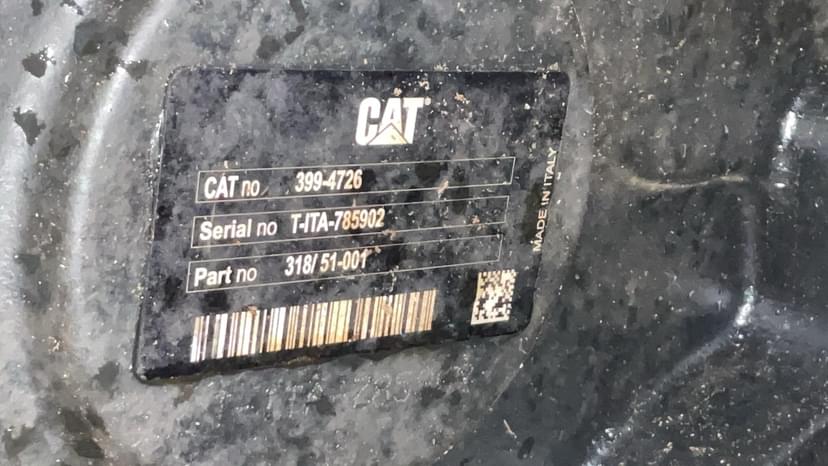 CAT®
CAT no 399-4726
Serial no T-ITA-785902
Part no 318/51-001
MADE IN ITALY